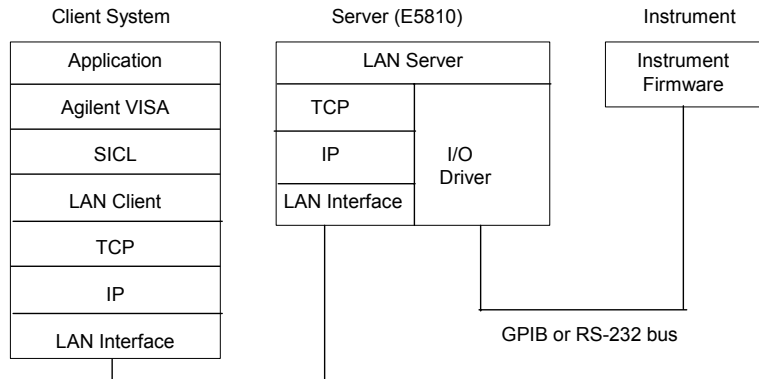 Client System
Application
Agilent VISA
SICL
LAN Client
TCP
IP
LAN Interface
Server (E5810)
LAN Server
TCP
IP
LAN Interface
I/O
Driver
Instrument
Instrument
Firmware
GPIB or RS-232 bus